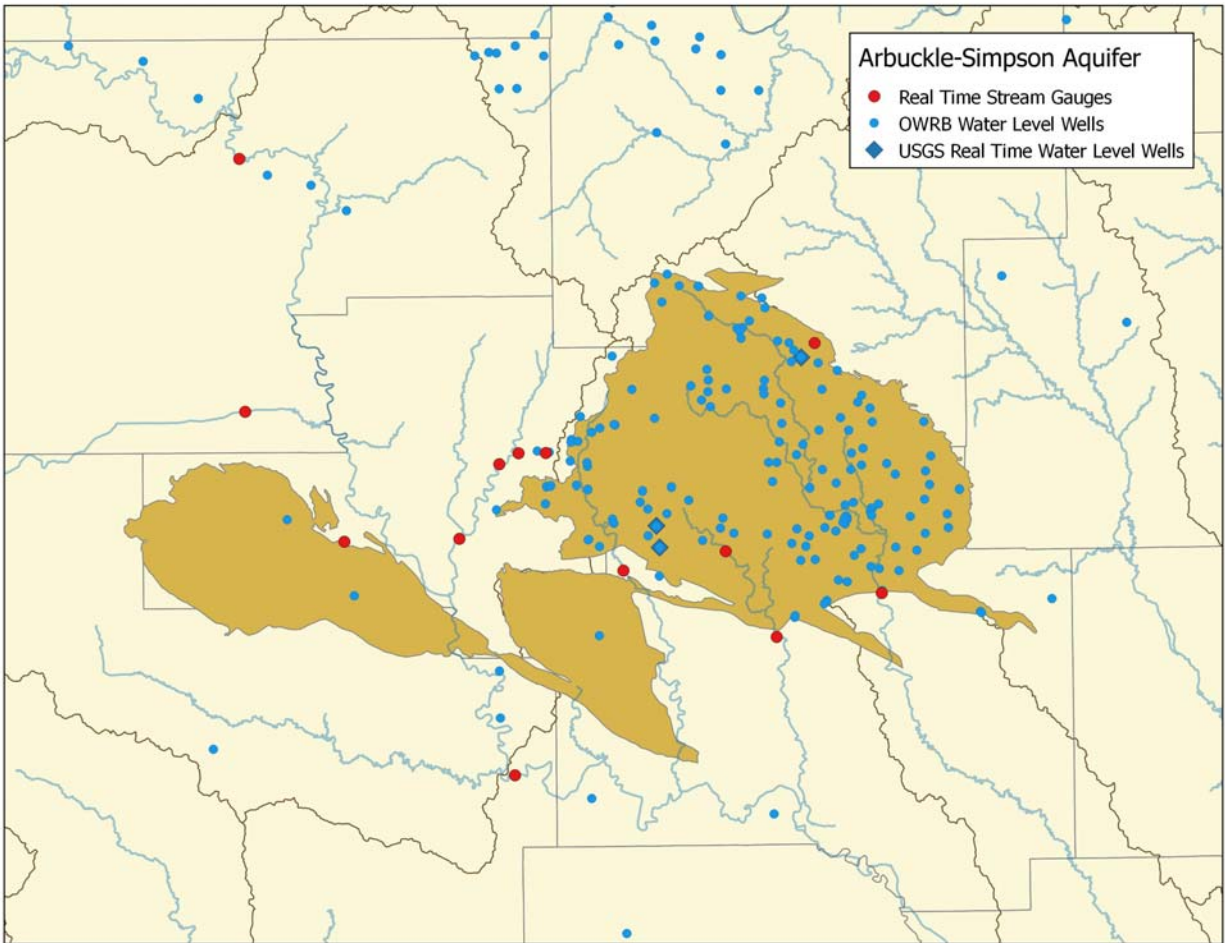 Arbuckle-Simpson Aquifer
Real Time Stream Gauges
OWRB Water Level Wells
USGS Real Time Water Level Wells